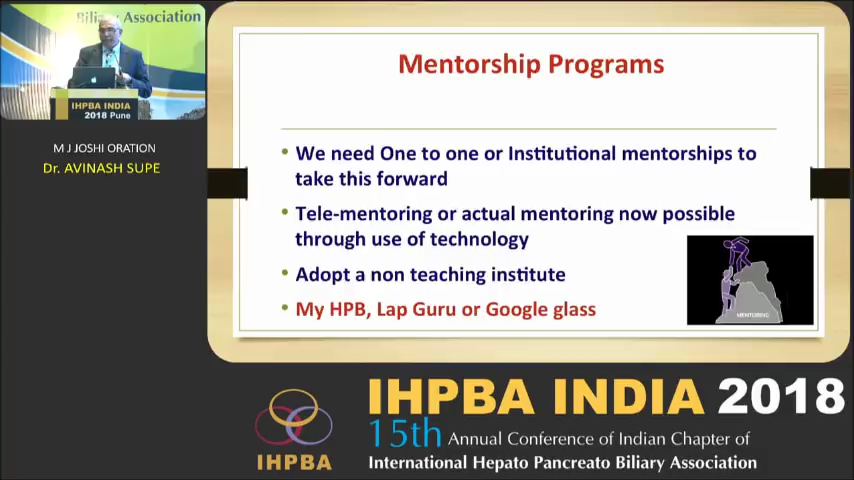 Biliary Association
IHPBA INDIA
2018 Pune
M J JOSHI ORATION
Dr. AVINASH SUPE
Mentorship Programs
• We need One to one or Institutional mentorships to
take this forward
• Tele-mentoring or actual mentoring now possible
through use of technology
• Adopt a non teaching institute
• My HPB, Lap Guru or Google glass
MENTORING
IHPBA
IHPBA INDIA 2018
15th Annual Conference of Indian Chapter of
International Hepato Pancreato Biliary Association